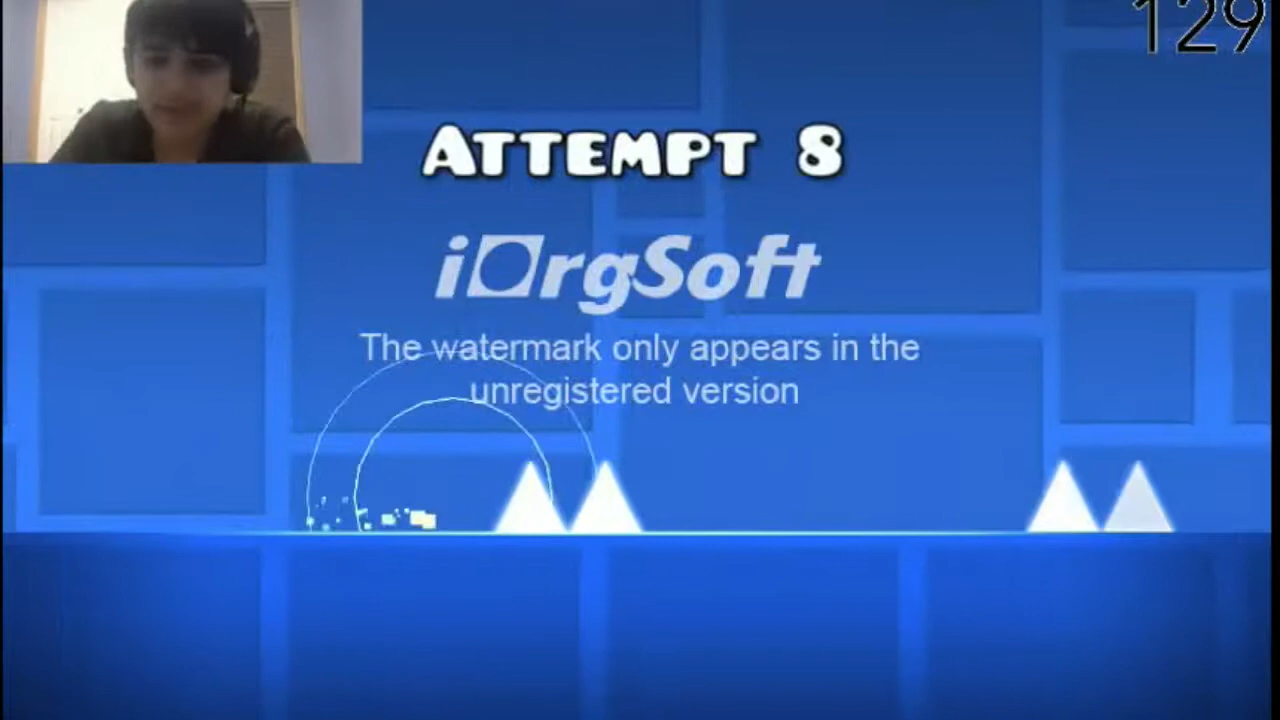 129
ATTEMPT 8
iOrgSoft
The watermark only appears in the
unregistered version